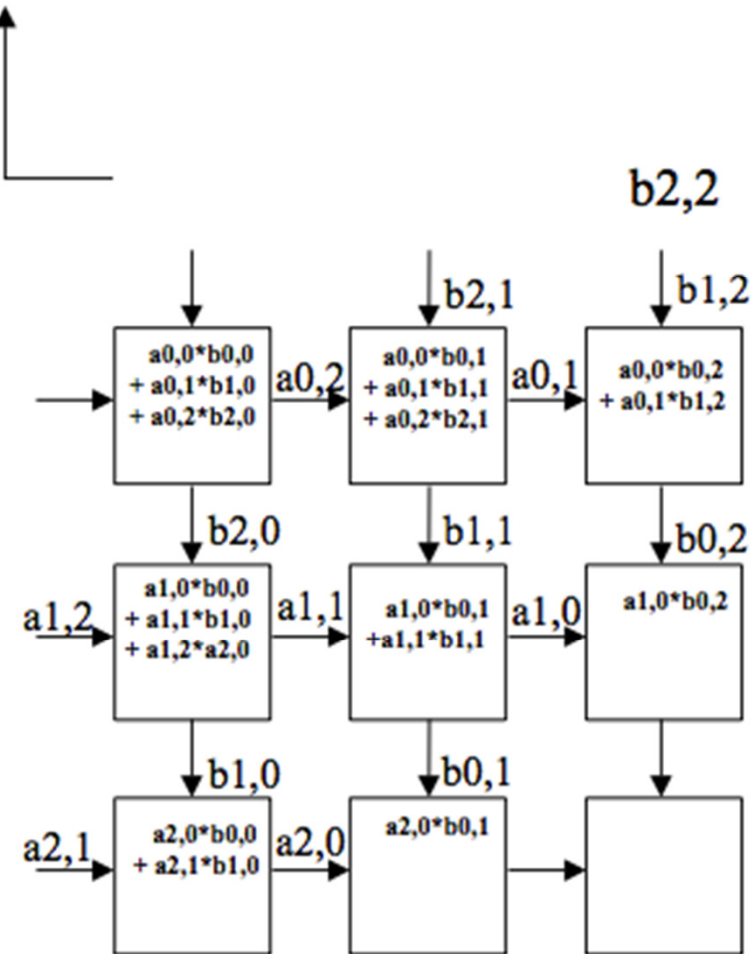 b2,2
b2,1
b1,2
a0,0*b0,0
+ a0,1*b1,0
+ a0,2*b2,0
a0,2
a0,0*b0,1
+ a0,1*b1,1
+ a0,2*b2,1
a0,1
a0,0*b0,2
+ a0,1*b1,2
b2,0
b1,1
b0,2
a1,2
a1,0*b0,0
+ a1,1*b1,0
+ a1,2*a2,0
a1,1
a1,0*b0,1
+a1,1*b1,1
a1,0
a1,0*b0,2
b1,0
b0,1
a2,1
a2,0*b0,0
+ a2,1*b1,0
a2,0
a2,0*b0,1